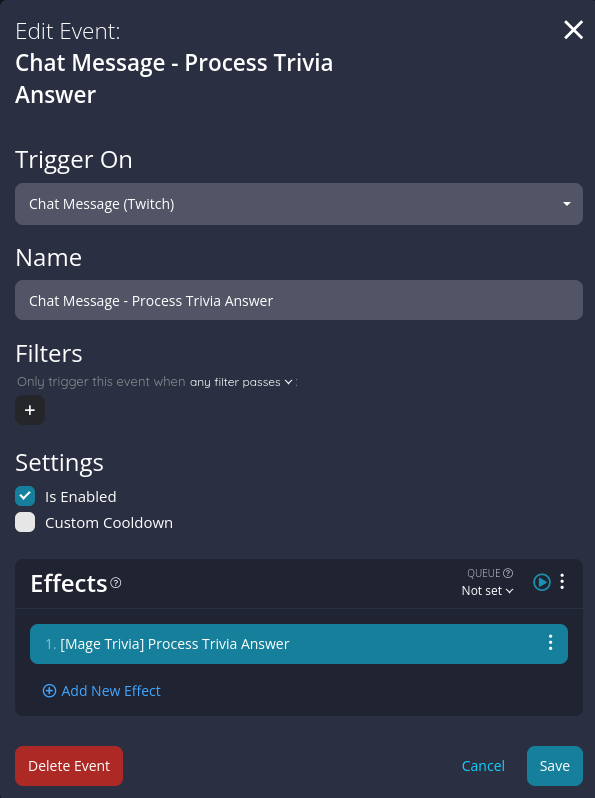 Edit Event:
Chat Message - Process Trivia
Answer
Trigger On
Chat Message (Twitch)
Name
Chat Message - Process Trivia Answer
Filters
Only trigger this event when any filter passes :
+
Settings
Is Enabled
Custom Cooldown
Effects
QUEUE
Not set
1. [Mage Trivia] Process Trivia Answer
Add New Effect
Delete Event
Cancel
Save